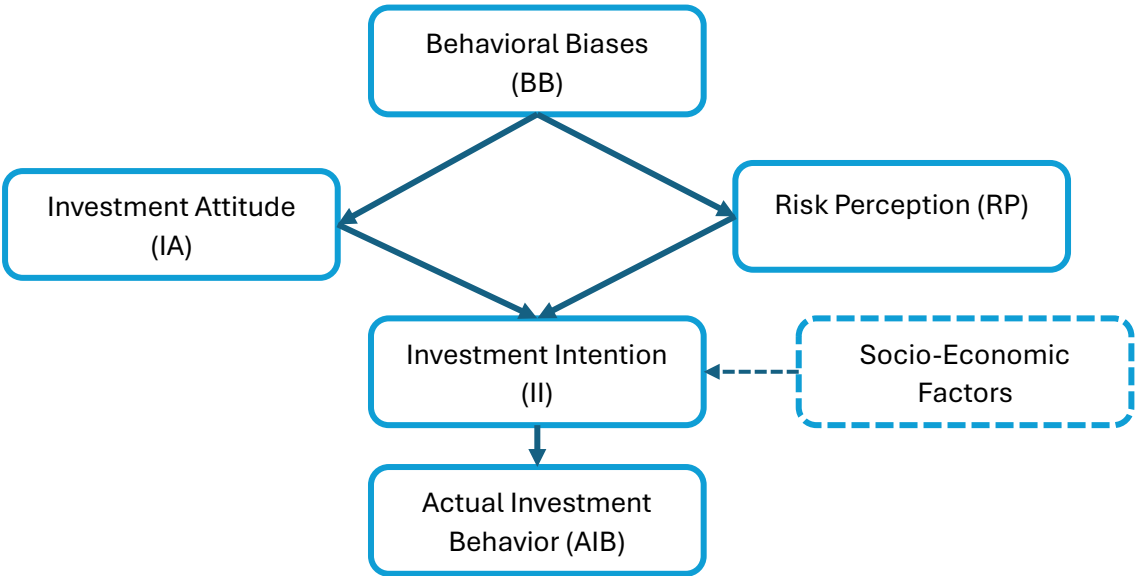 Behavioral Biases
(BB)
Investment Attitude
(IA)
Risk Perception (RP)
Investment Intention
(II)
Socio-Economic
Factors
Actual Investment
Behavior (AIB)